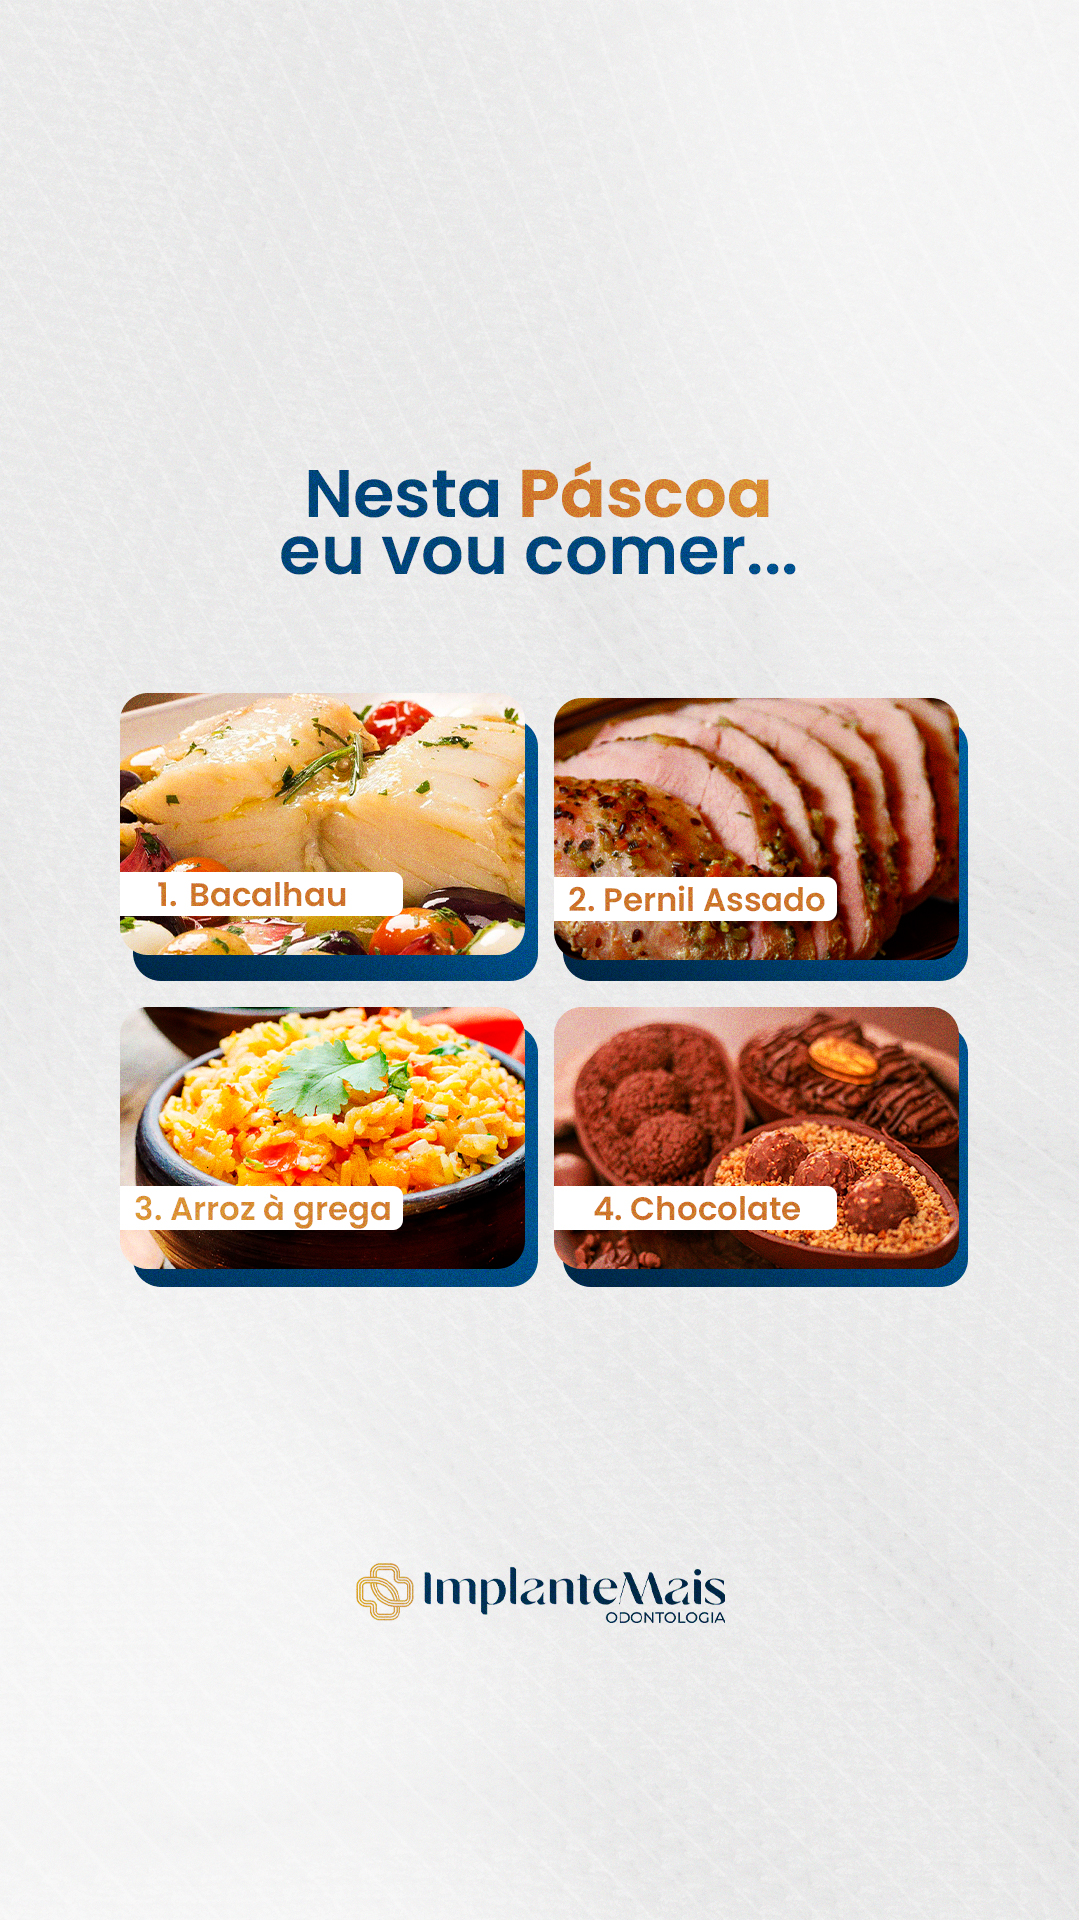 Nesta Páscoa
eu vou comer...
1. Bacalhau
2. Pernil Assado
3. Arroz à grega
4. Chocolate
ImplanteMais
ODONTOLOGIA